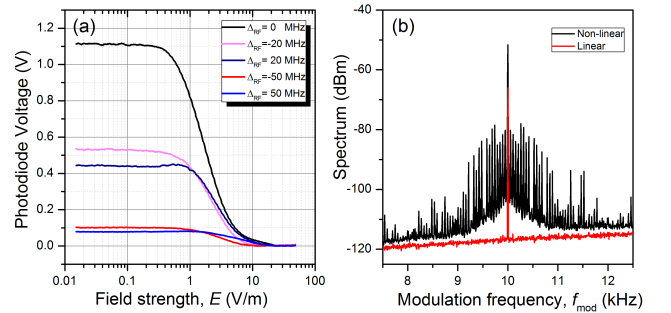 (a)
Δ_RF= 0 MHz
Δ_RF=-20 MHz
Δ_RF= 20 MHz
Δ_RF=-50 MHz
Δ_RF= 50 MHz
1.2
1.0
0.8
0.6
0.4
0.2
0.0
Photodiode Voltage (V)
0.01 0.1 1 10 100
Field strength, E (V/m)
(b)
Non-linear
Linear
-40
-60
-80
-100
-120
Spectrum (dBm)
8 9 10 11 12
Modulation frequency, f_mod (kHz)